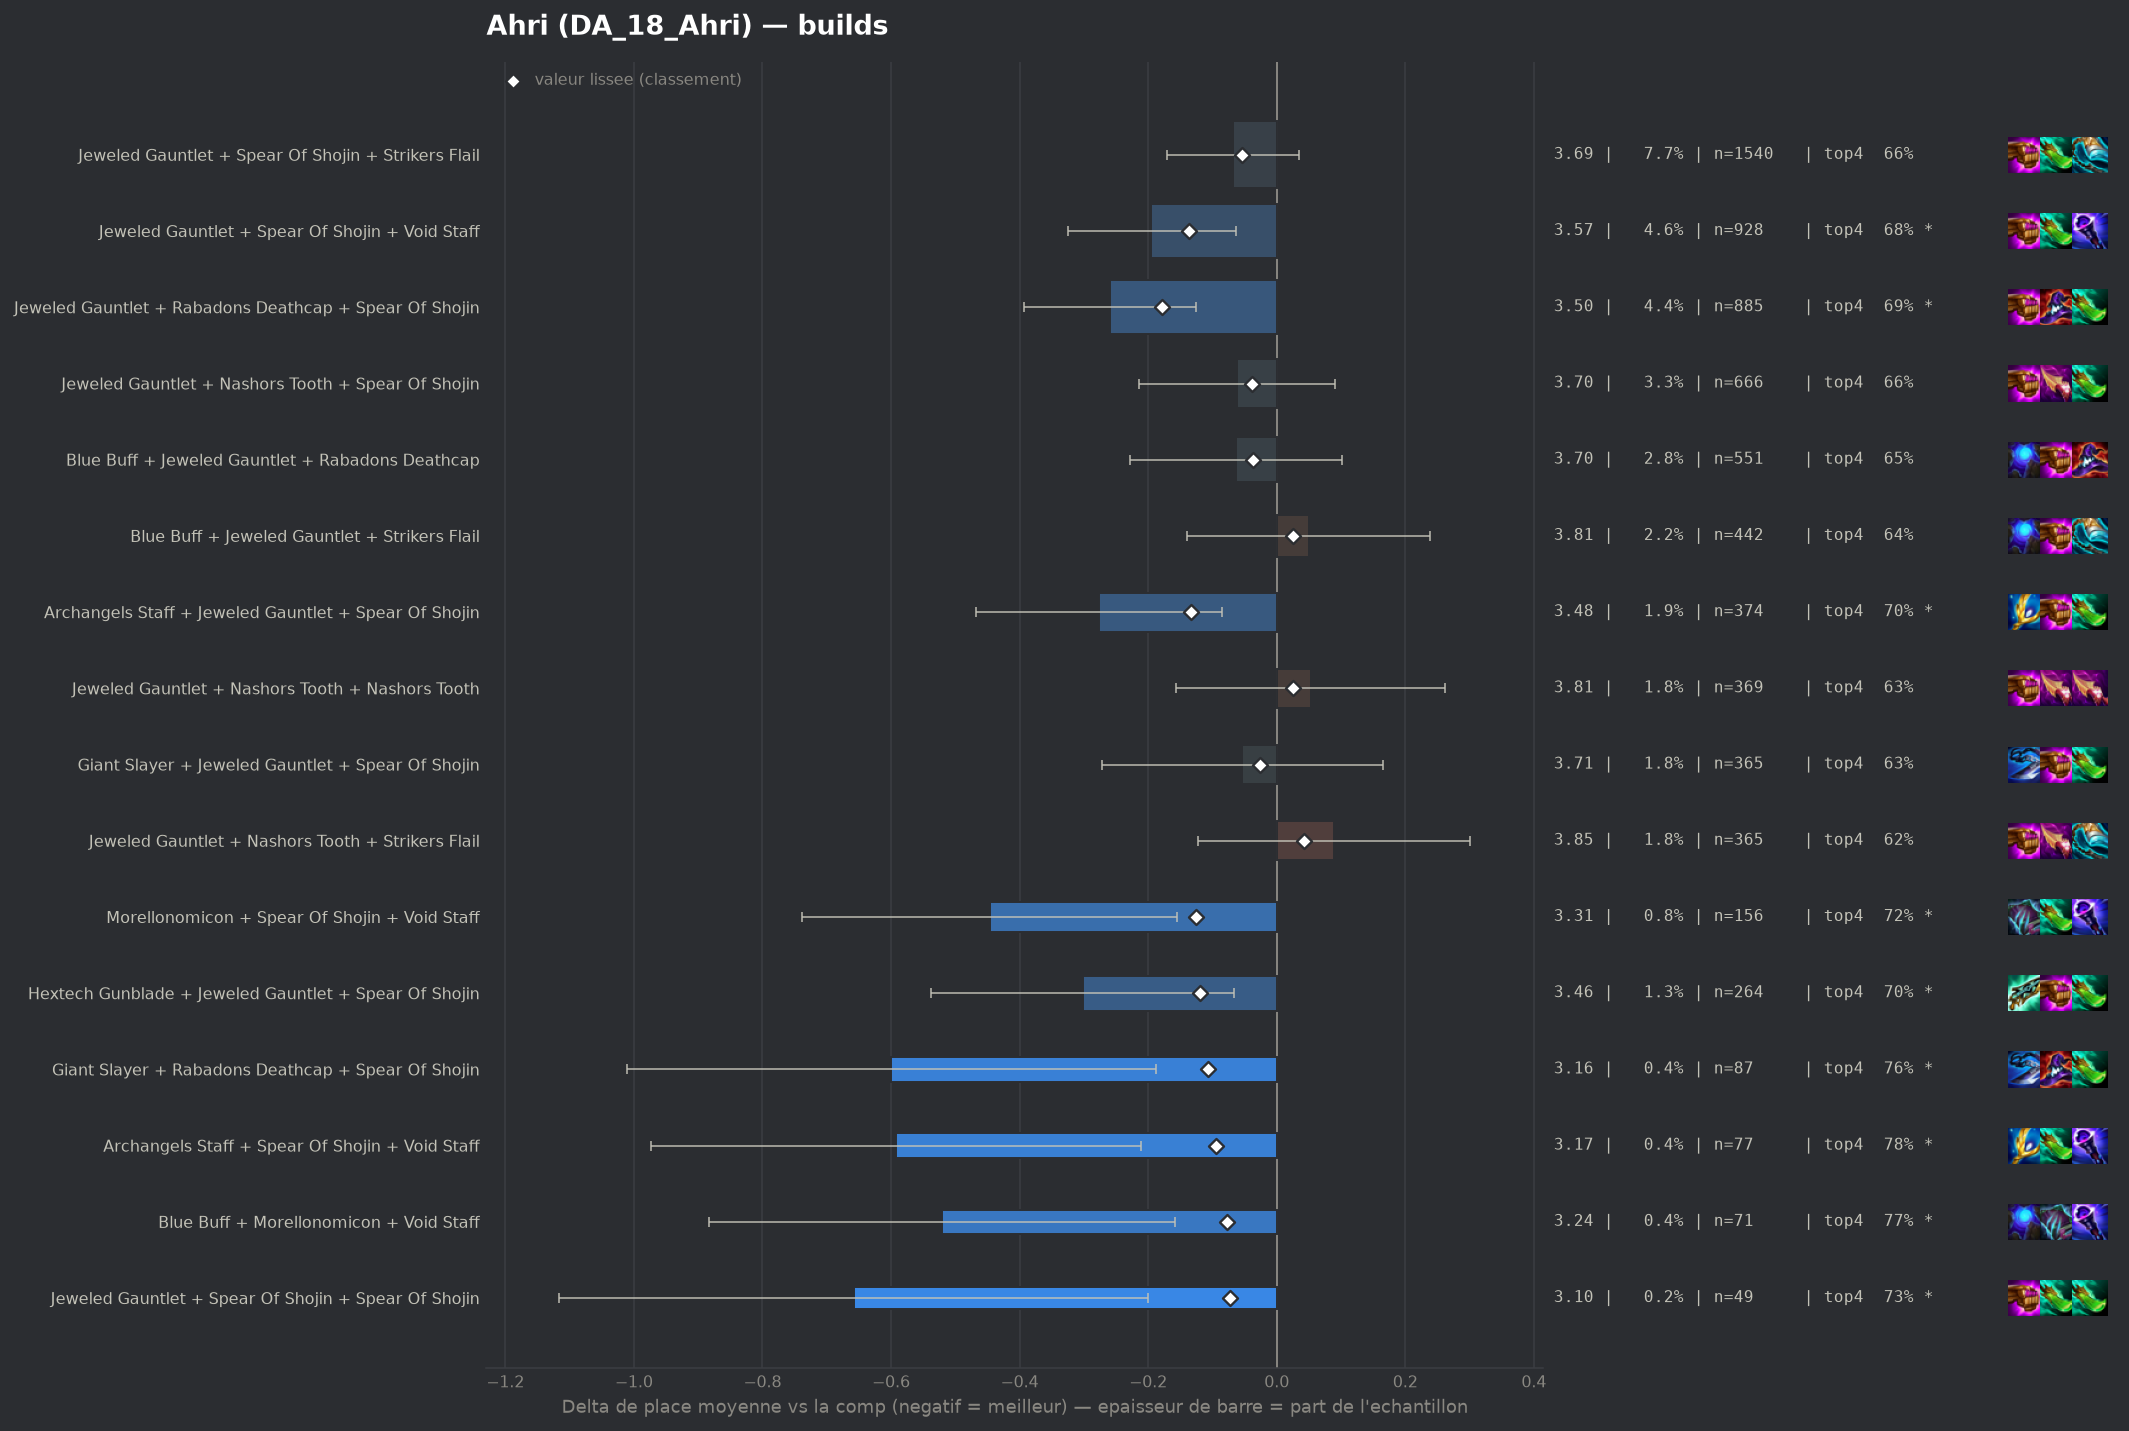 Ahri (DA_18_Ahri) — builds
valeur lissee (classement)
Jeweled Gauntlet + Spear Of Shojin + Strikers Flail 3.69 | 7.7% | n=1540 | top4 66%
Jeweled Gauntlet + Spear Of Shojin + Void Staff 3.57 | 4.6% | n=928 | top4 68% *
Jeweled Gauntlet + Rabadons Deathcap + Spear Of Shojin 3.50 | 4.4% | n=885 | top4 69% *
Jeweled Gauntlet + Nashors Tooth + Spear Of Shojin 3.70 | 3.3% | n=666 | top4 66%
Blue Buff + Jeweled Gauntlet + Rabadons Deathcap 3.70 | 2.8% | n=551 | top4 65%
Blue Buff + Jeweled Gauntlet + Strikers Flail 3.81 | 2.2% | n=442 | top4 64%
Archangels Staff + Jeweled Gauntlet + Spear Of Shojin 3.48 | 1.9% | n=374 | top4 70% *
Jeweled Gauntlet + Nashors Tooth + Nashors Tooth 3.81 | 1.8% | n=369 | top4 63%
Giant Slayer + Jeweled Gauntlet + Spear Of Shojin 3.71 | 1.8% | n=365 | top4 63%
Jeweled Gauntlet + Nashors Tooth + Strikers Flail 3.85 | 1.8% | n=365 | top4 62%
Morellonomicon + Spear Of Shojin + Void Staff 3.31 | 0.8% | n=156 | top4 72% *
Hextech Gunblade + Jeweled Gauntlet + Spear Of Shojin 3.46 | 1.3% | n=264 | top4 70% *
Giant Slayer + Rabadons Deathcap + Spear Of Shojin 3.16 | 0.4% | n=87 | top4 76% *
Archangels Staff + Spear Of Shojin + Void Staff 3.17 | 0.4% | n=77 | top4 78% *
Blue Buff + Morellonomicon + Void Staff 3.24 | 0.4% | n=71 | top4 77% *
Jeweled Gauntlet + Spear Of Shojin + Spear Of Shojin 3.10 | 0.2% | n=49 | top4 73% *
−1.2 −1.0 −0.8 −0.6 −0.4 −0.2 0.0 0.2 0.4
Delta de place moyenne vs la comp (negatif = meilleur) — epaisseur de barre = part de l'echantillon